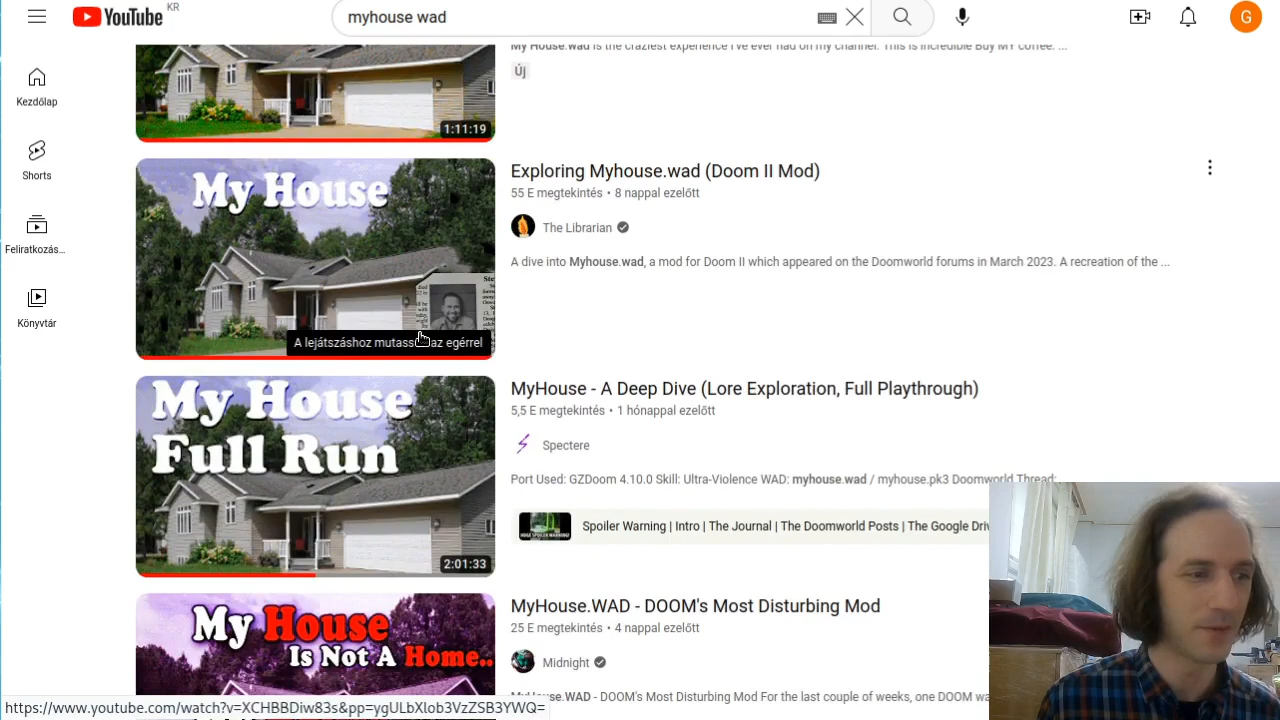 YouTube KR
myhouse wad
G
Kezdőlap
Shorts
Feliratkozás...
Könyvtár
My House.wad is the craziest experience I've ever had on my channel. This is incredible Buy MY coffee: ...
Új
1:11:19
My House
A lejátszáshoz mutass az egérrel
Exploring Myhouse.wad (Doom II Mod)
55 E megtekintés • 8 nappal ezelőtt
The Librarian
A dive into Myhouse.wad, a mod for Doom II which appeared on the Doomworld forums in March 2023. A recreation of the ...
My House
Full Run
2:01:33
MyHouse - A Deep Dive (Lore Exploration, Full Playthrough)
5,5 E megtekintés • 1 hónappal ezelőtt
Spectere
Port Used: GZDoom 4.10.0 Skill: Ultra-Violence WAD: myhouse.wad / myhouse.pk3 Doomworld Thread:
Spoiler Warning | Intro | The Journal | The Doomworld Posts | The Google Driv
My House
Is Not A Home..
MyHouse.WAD - DOOM's Most Disturbing Mod
25 E megtekintés • 4 nappal ezelőtt
Midnight
MyHouse.WAD - DOOM's Most Disturbing Mod For the last couple of weeks, one DOOM wa
https://www.youtube.com/watch?v=XCHBBDiw83s&pp=ygULbXlob3VzZSB3YWQ=